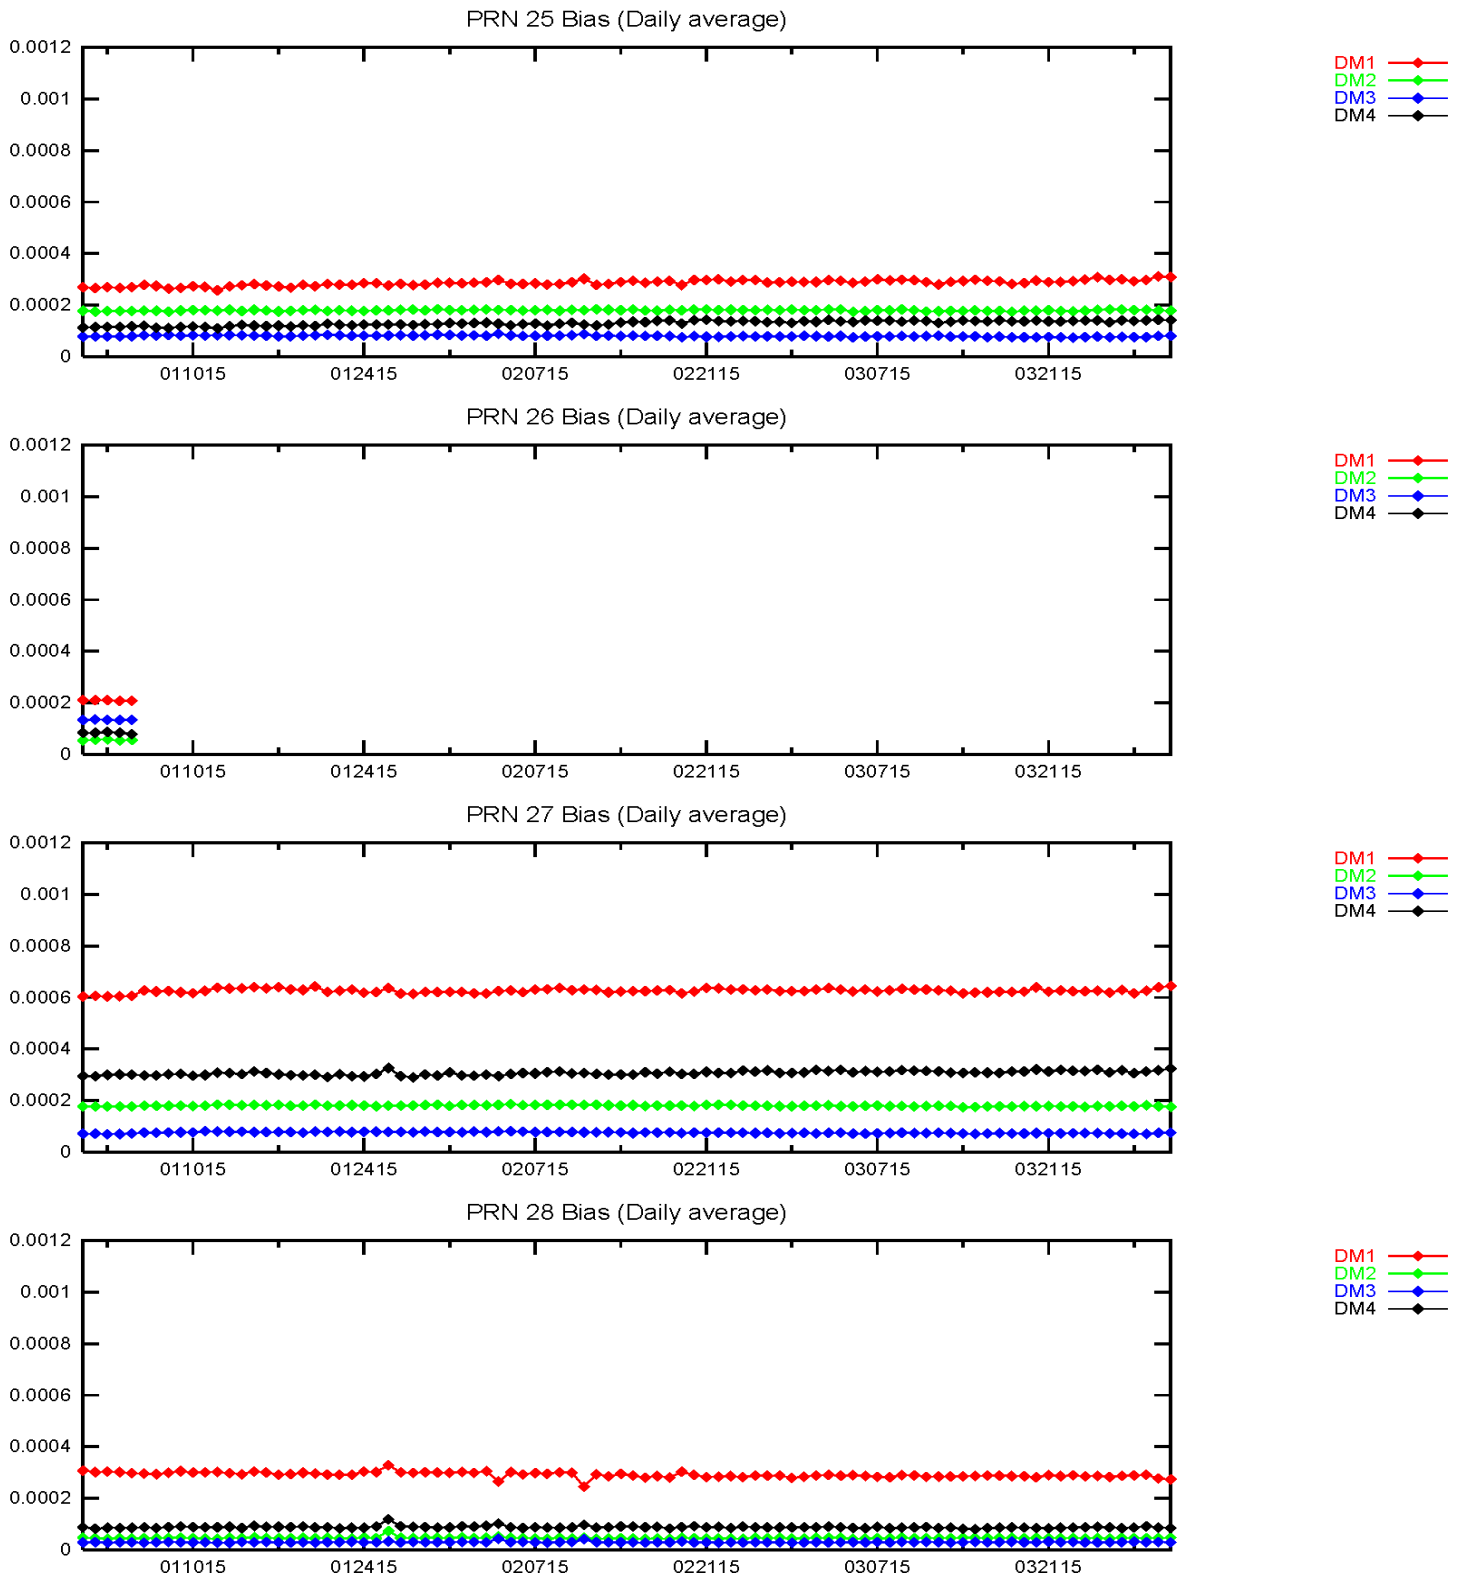 PRN 25 Bias (Daily average)
0.0012
0.001
0.0008
0.0006
0.0004
0.0002
0
011015 012415 020715 022115 030715 032115
DM1
DM2
DM3
DM4
PRN 26 Bias (Daily average)
0.0012
0.001
0.0008
0.0006
0.0004
0.0002
0
011015 012415 020715 022115 030715 032115
DM1
DM2
DM3
DM4
PRN 27 Bias (Daily average)
0.0012
0.001
0.0008
0.0006
0.0004
0.0002
0
011015 012415 020715 022115 030715 032115
DM1
DM2
DM3
DM4
PRN 28 Bias (Daily average)
0.0012
0.001
0.0008
0.0006
0.0004
0.0002
0
011015 012415 020715 022115 030715 032115
DM1
DM2
DM3
DM4